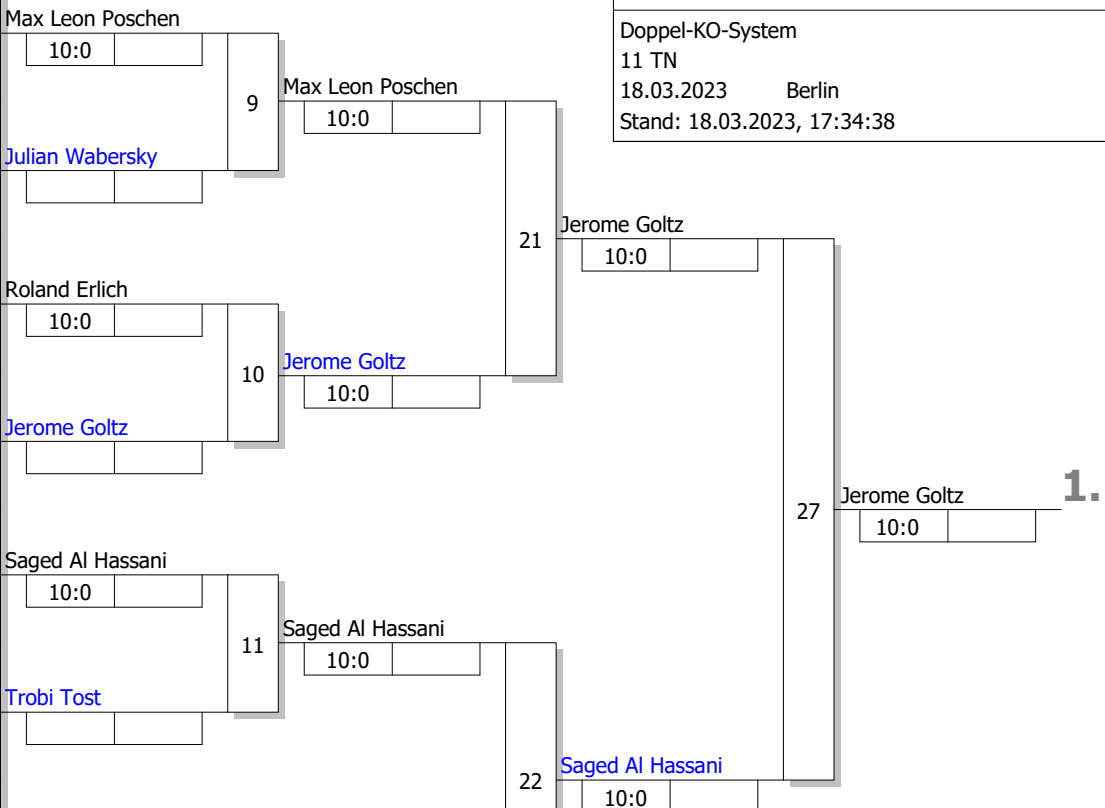 Max Leon Poschen
10:0
9
Julian Wabersky
Max Leon Poschen
10:0
Doppel-KO-System
11 TN
18.03.2023 Berlin
Stand: 18.03.2023, 17:34:38
21
Jerome Goltz
10:0
Roland Erlich
10:0
10
Jerome Goltz
10:0
Jerome Goltz
27
Jerome Goltz
10:0
1.
Saged Al Hassani
10:0
11
Saged Al Hassani
10:0
Trobi Tost
22
Saged Al Hassani
10:0